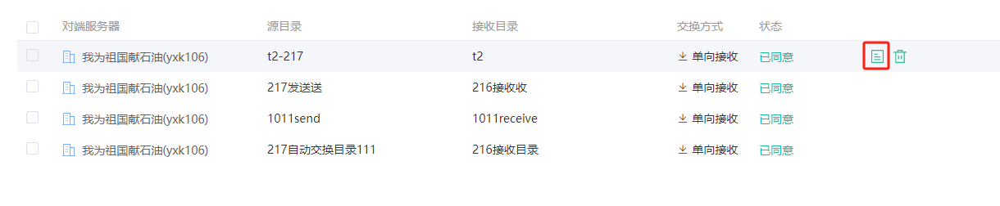 对端服务器 源目录 接收目录 交换方式 状态
我为祖国献石油(yxk106) t2-217 t2 单向接收 已同意
我为祖国献石油(yxk106) 217发送送 216接收收 单向接收 已同意
我为祖国献石油(yxk106) 1011send 1011receive 单向接收 已同意
我为祖国献石油(yxk106) 217自动交换目录111 216接收目录 单向接收 已同意